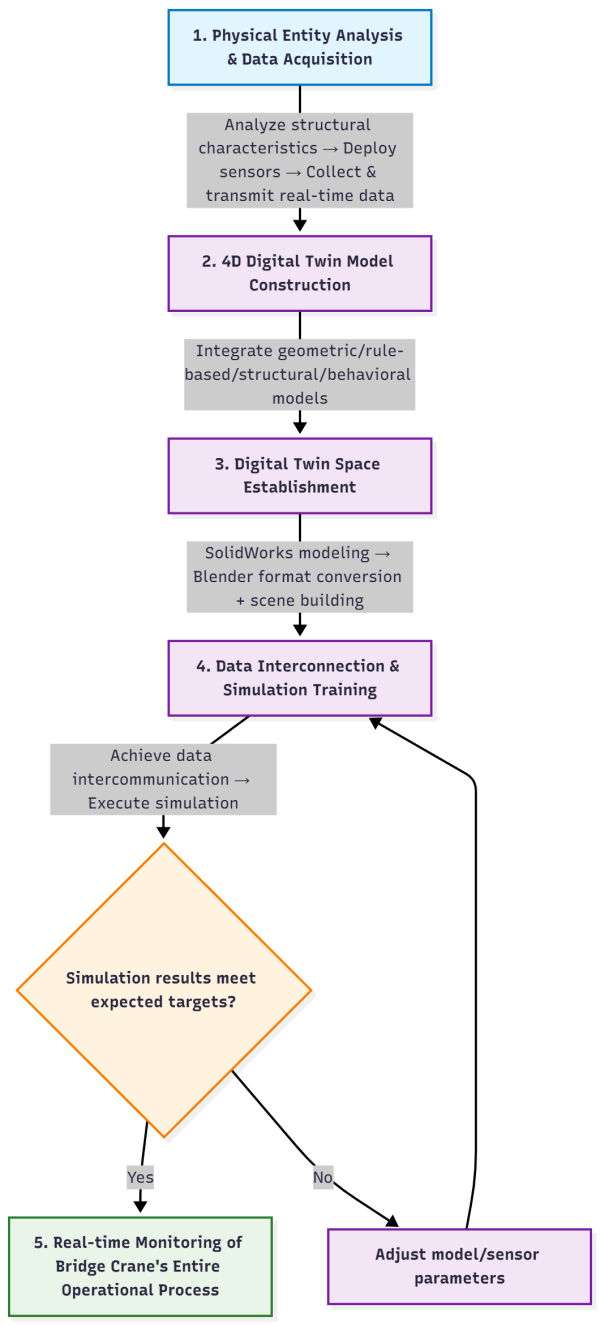 1. Physical Entity Analysis
& Data Acquisition
Analyze structural
characteristics → Deploy
sensors → Collect &
transmit real-time data
2. 4D Digital Twin Model
Construction
Integrate geometric/rule-
based/structural/behavioral
models
3. Digital Twin Space
Establishment
SolidWorks modeling →
Blender format conversion
+ scene building
4. Data Interconnection &
Simulation Training
Achieve data
intercommunication →
Execute simulation
Simulation results meet
expected targets?
Yes
No
5. Real-time Monitoring of
Bridge Crane's Entire
Operational Process
Adjust model/sensor
parameters